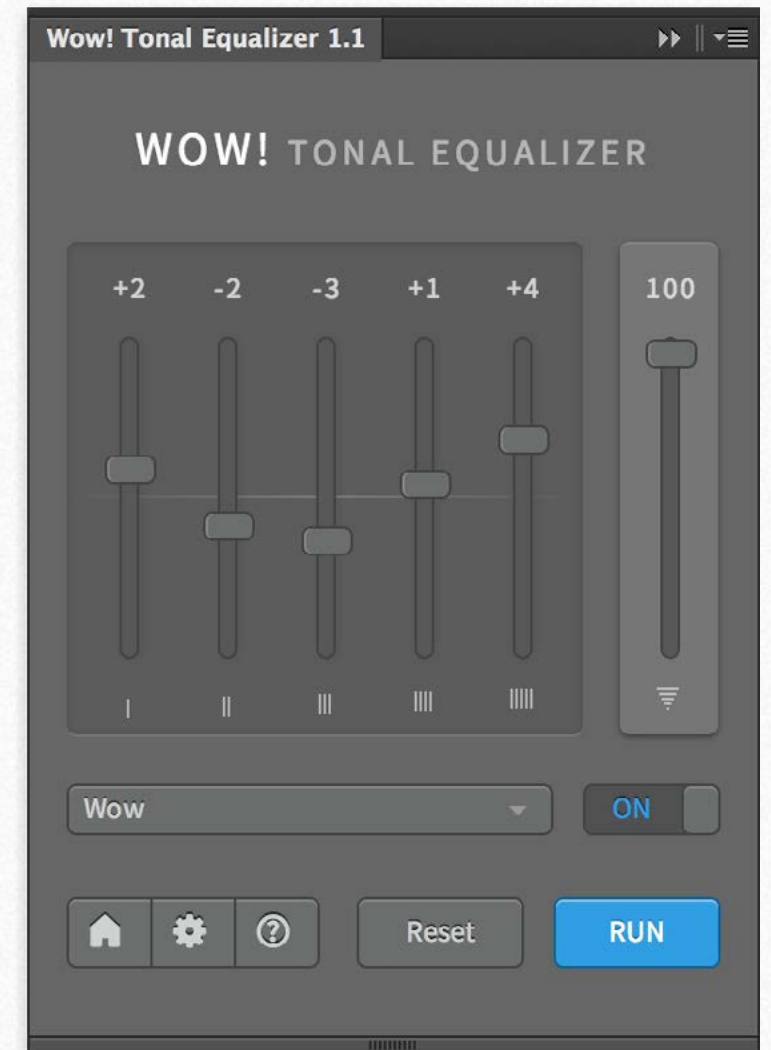 Wow! Tonal Equalizer 1.1
WOW! TONAL EQUALIZER
+2 -2 -3 +1 +4 100
Wow ON
Reset RUN